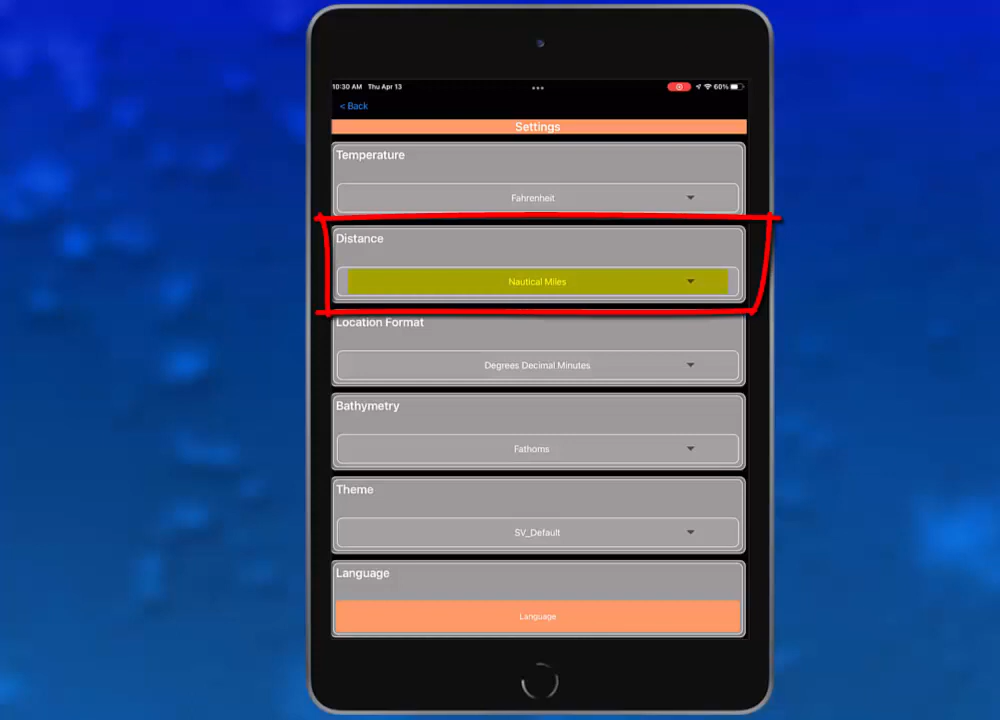 10:30 AM Thu Apr 13
60%
< Back
Settings
Temperature
Fahrenheit
Distance
Nautical Miles
Location Format
Degrees Decimal Minutes
Bathymetry
Fathoms
Theme
SV_Default
Language
Language